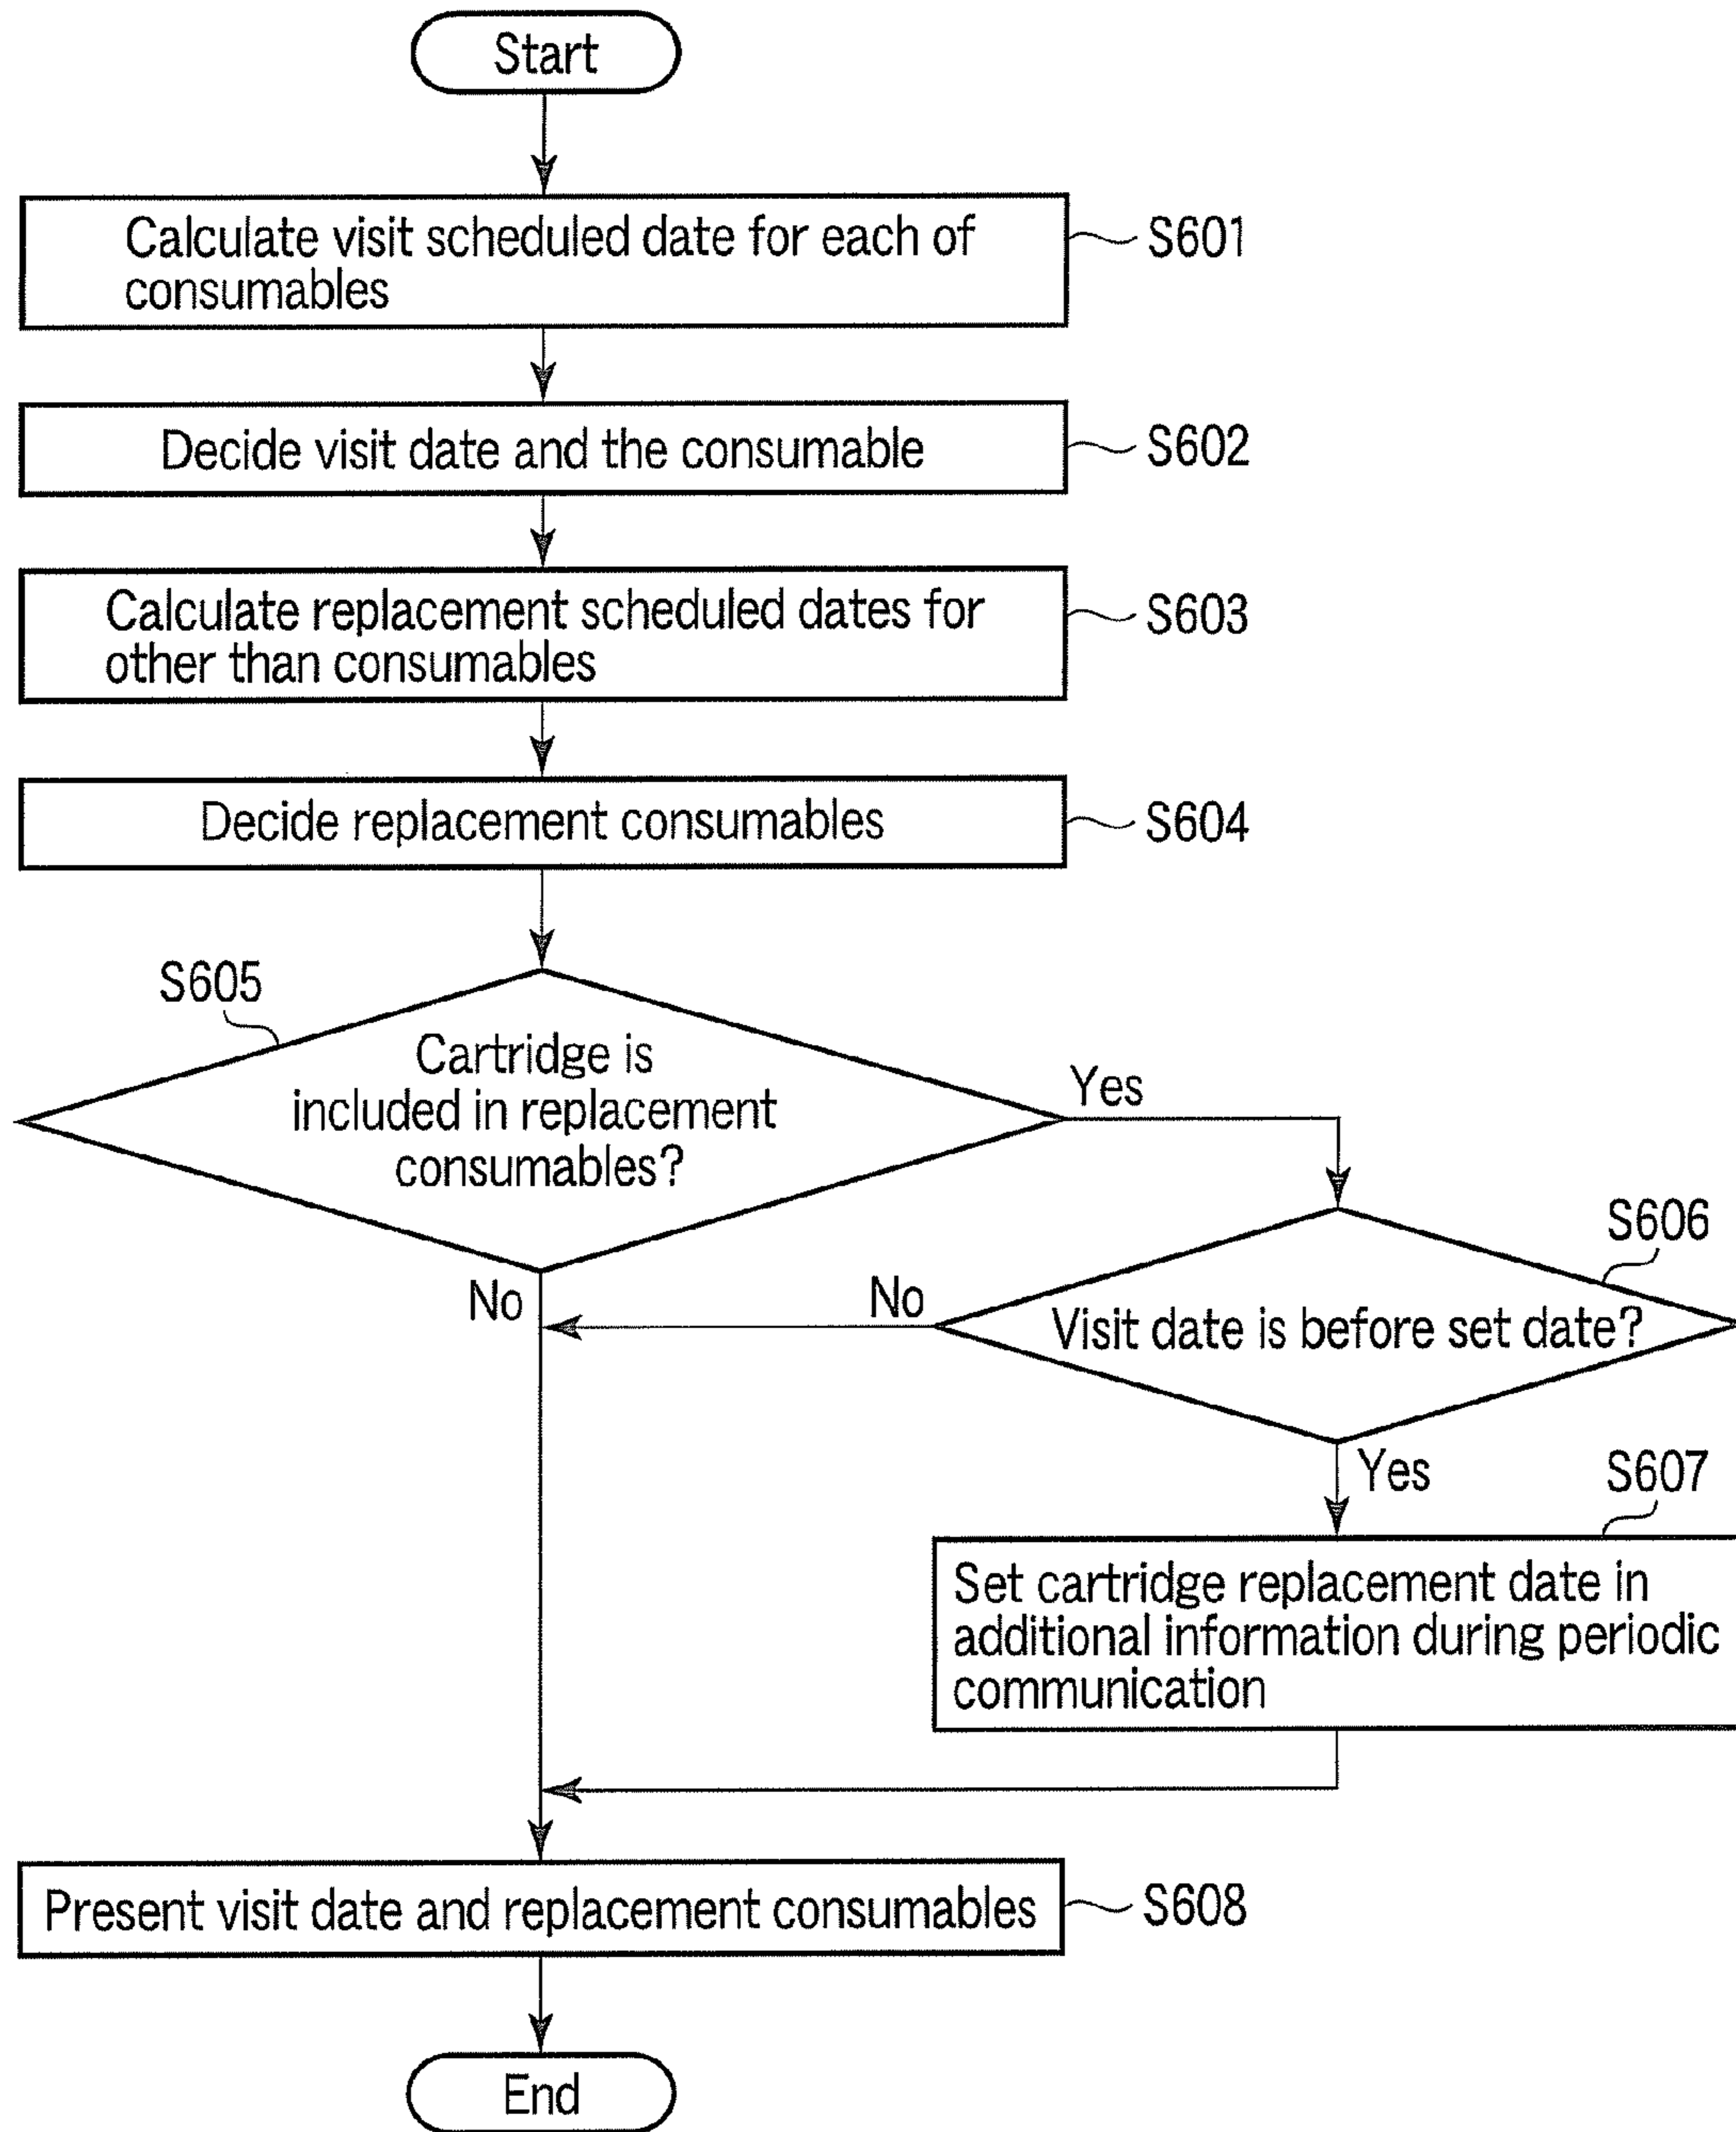 Start
Calculate visit scheduled date for each of
consumables
S601
Decide visit date and the consumable
S602
Calculate replacement scheduled dates for
other than consumables
S603
Decide replacement consumables
S604
S605
Cartridge is
included in replacement
consumables?
Yes
No
S606
Visit date is before set date?
No
Yes
S607
Set cartridge replacement date in
additional information during periodic
communication
Present visit date and replacement consumables
S608
End